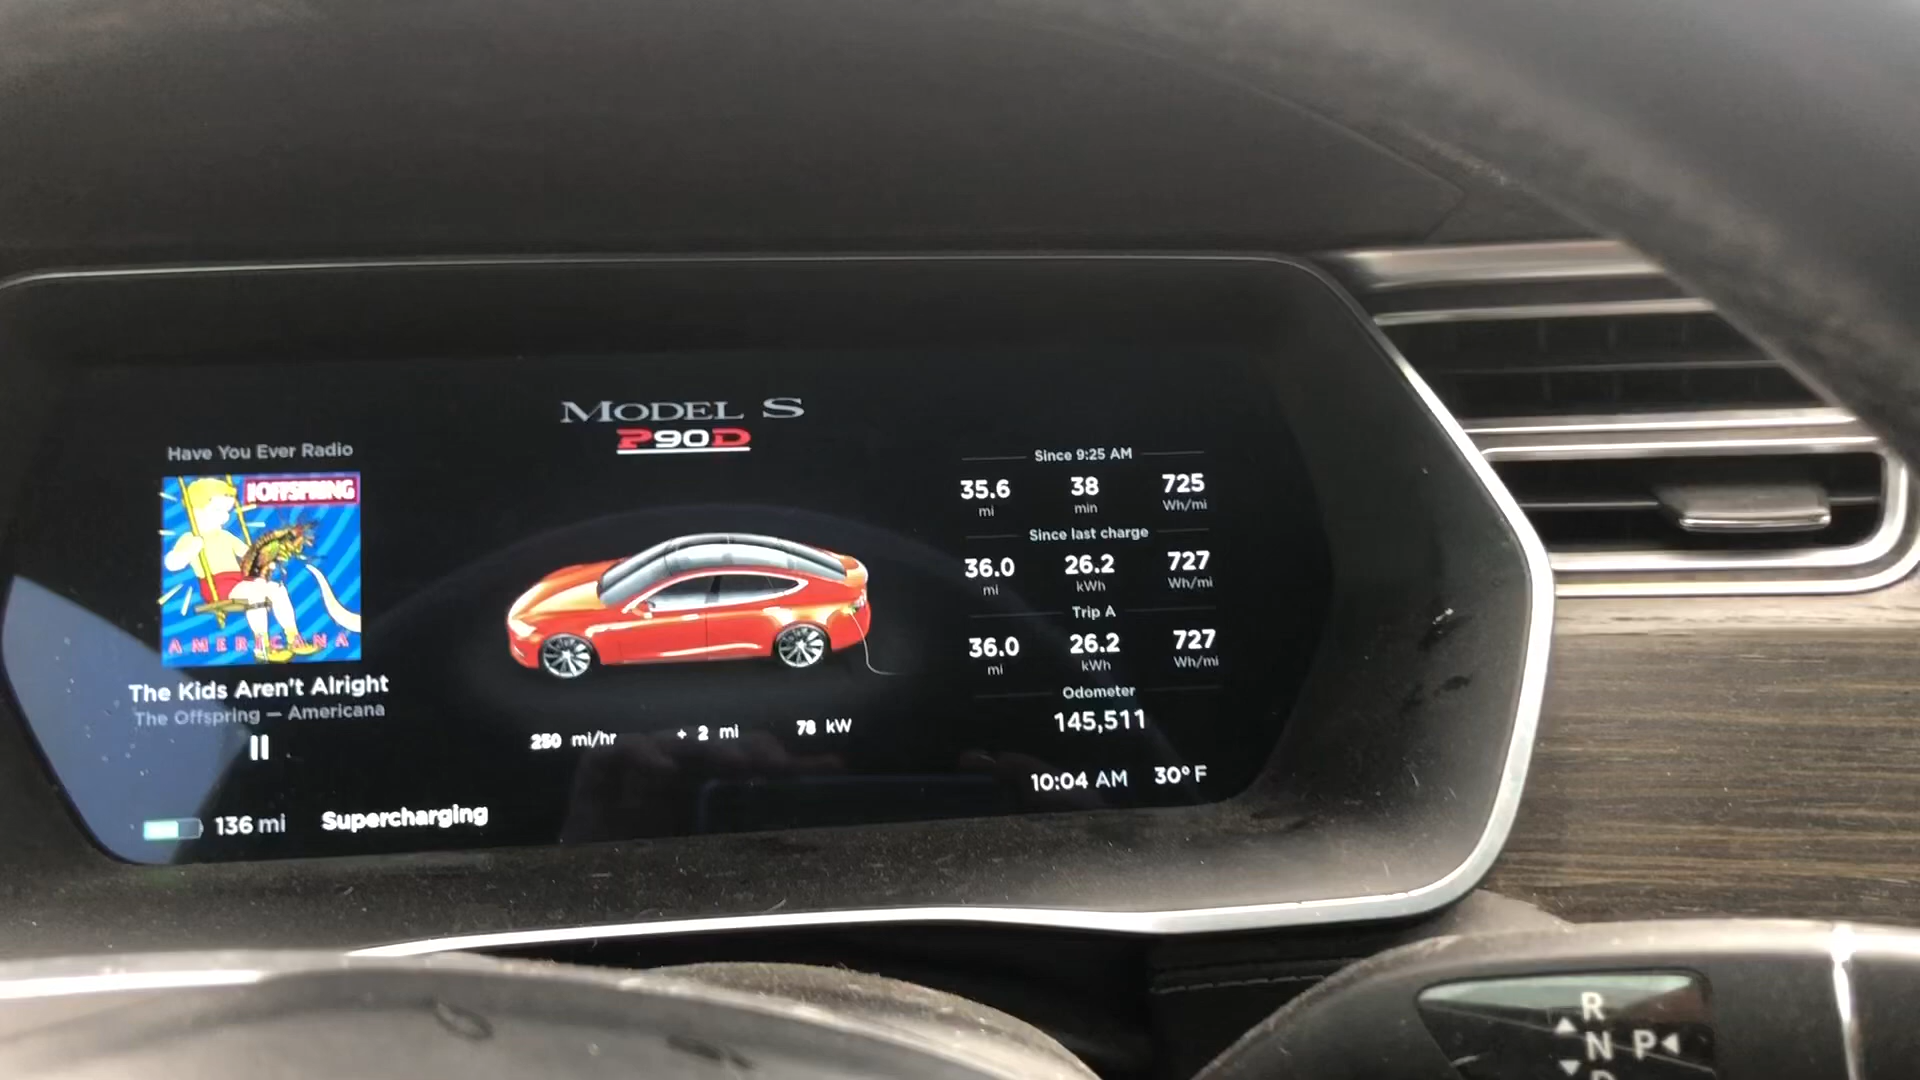 MODEL S
P90D
Have You Ever Radio
OFFSPRING
AMERICANA
The Kids Aren't Alright
The Offspring — Americana
250 mi/hr
+ 2 mi
78 kW
Since 9:25 AM
35.6 38 725
mi min Wh/mi
Since last charge
36.0 26.2 727
mi kWh Wh/mi
Trip A
36.0 26.2 727
mi kWh Wh/mi
Odometer
145,511
10:04 AM 30° F
136 mi Supercharging
R
N P
D